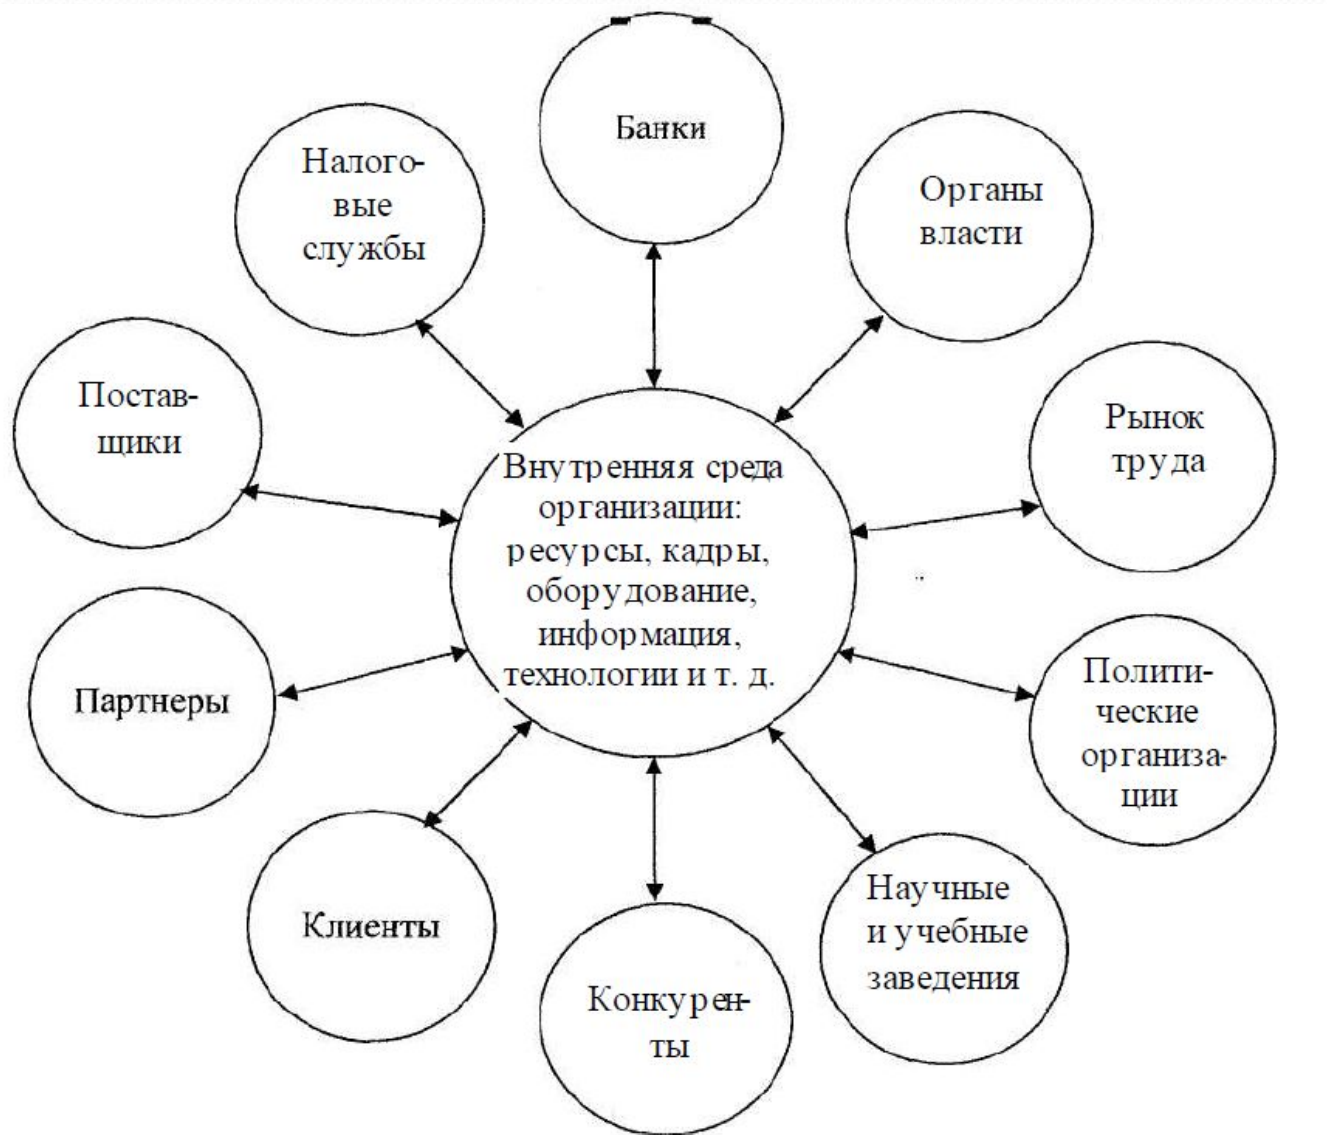 Банки
Налого-
вые
службы
Органы
власти
Постав-
щики
Рынок
труда
Внутренняя среда
организации:
ресурсы, кадры,
оборудование,
информация,
технологии и т. д.
Партнеры
Полити-
ческие
организа-
ции
Клиенты
Научные
и учебные
заведения
Конкурен-
ты